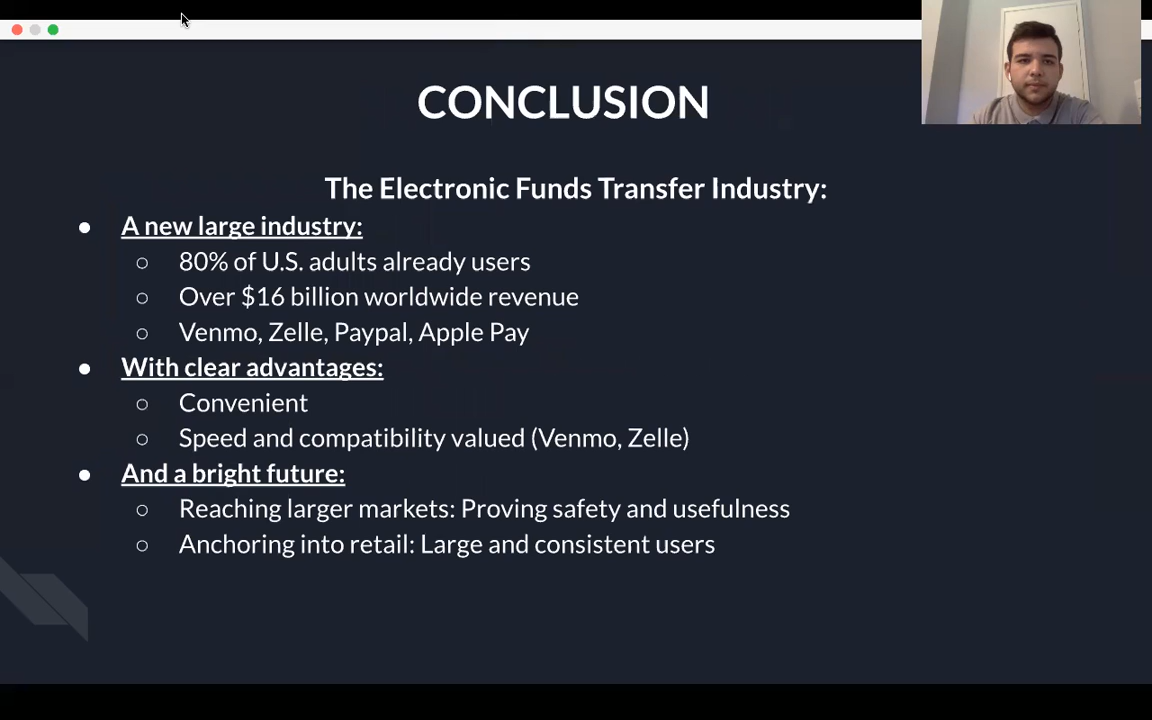 CONCLUSION
The Electronic Funds Transfer Industry:
● A new large industry:
○ 80% of U.S. adults already users
○ Over $16 billion worldwide revenue
○ Venmo, Zelle, Paypal, Apple Pay
● With clear advantages:
○ Convenient
○ Speed and compatibility valued (Venmo, Zelle)
● And a bright future:
○ Reaching larger markets: Proving safety and usefulness
○ Anchoring into retail: Large and consistent users